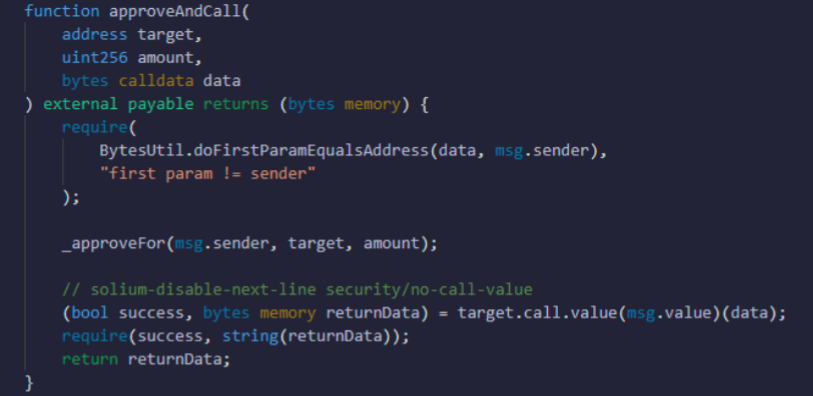 function approveAndCall(
address target,
uint256 amount,
bytes calldata data
) external payable returns (bytes memory) {
require(
BytesUtil.doFirstParamEqualsAddress(data, msg.sender),
"first param != sender"
);
_approveFor(msg.sender, target, amount);
// solium-disable-next-line security/no-call-value
(bool success, bytes memory returnData) = target.call.value(msg.value)(data);
require(success, string(returnData));
return returnData;
}